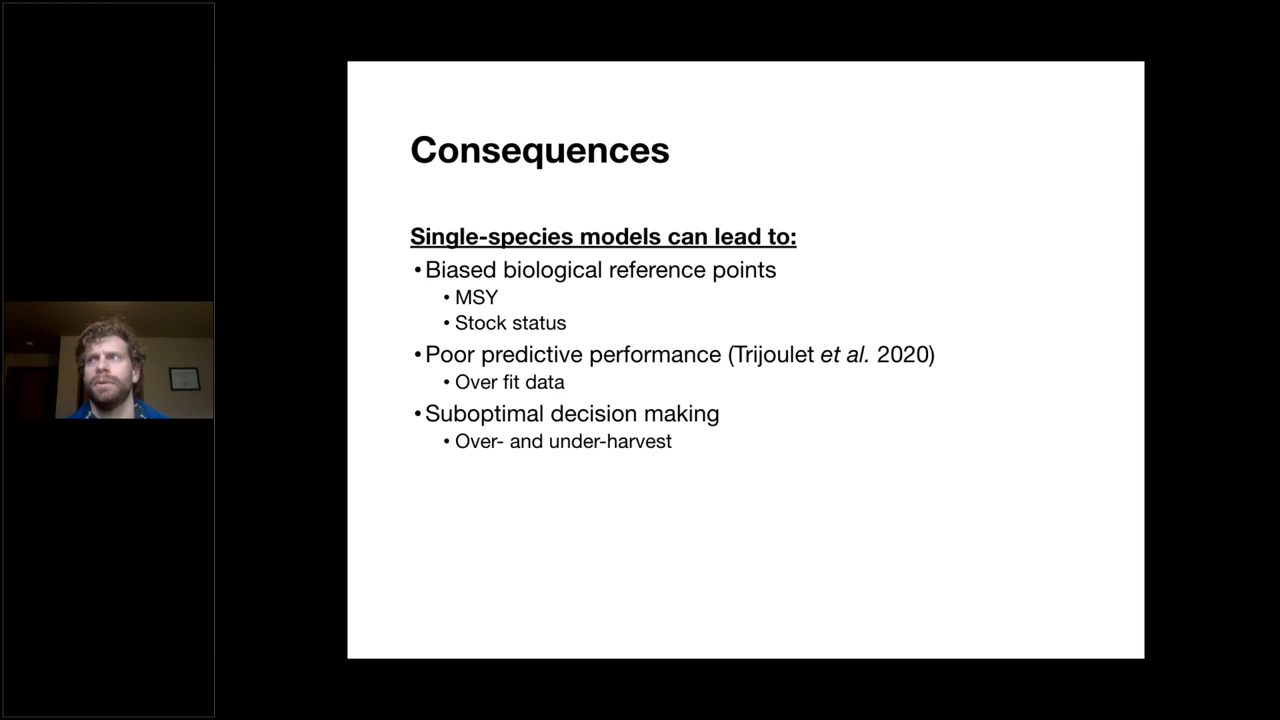 Consequences
Single-species models can lead to:
•Biased biological reference points
• MSY
• Stock status
•Poor predictive performance (Trijoulet et al. 2020)
• Over fit data
•Suboptimal decision making
• Over- and under-harvest